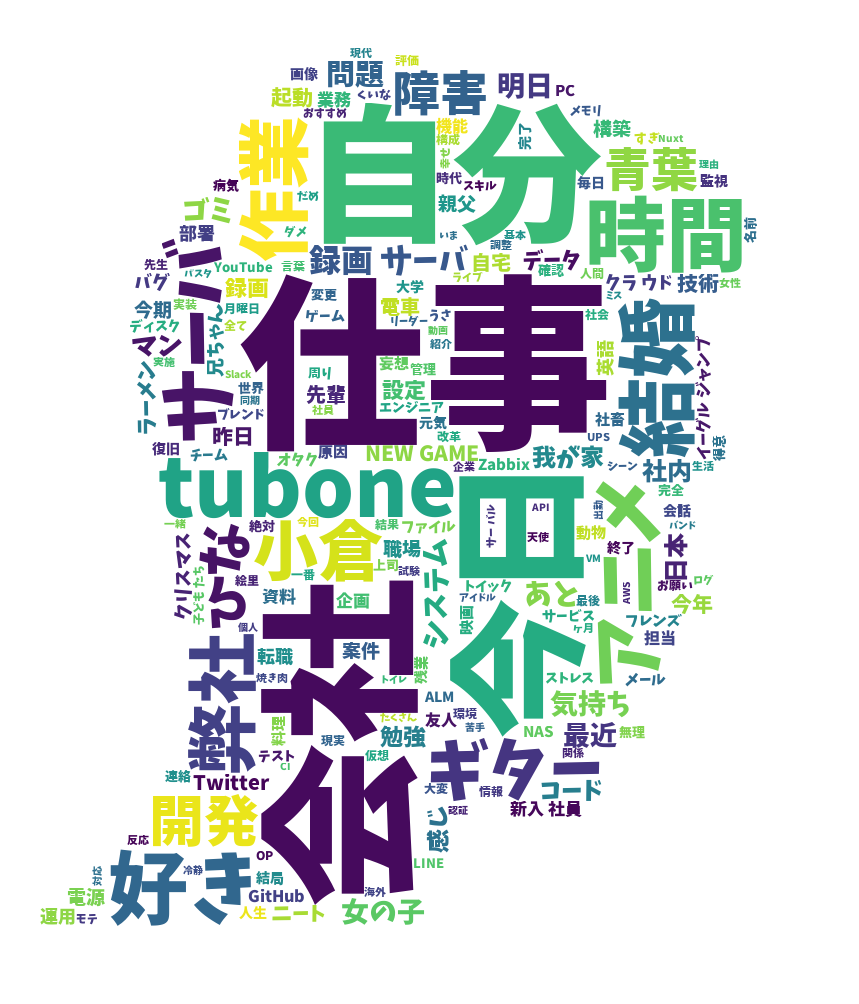 現代
評価
画像
問題
障害
明日
PC
起動
業務
くいな
おすすめ
メモリ
作業
自分
機能
構成
幸せ
完了
構築
すぎ
Nuxt
青葉
理由
監視
病気
だめ
時代
スキル
毎日
ゴミ
親父
時間
名前
部署
ダメ
いま
基本
調整
サーバ
録画
サーバ
自宅
データ
確認
人間
クラウド
技術
女性
先生
パスタ
YouTube
言葉
ライブ
バグ
録画
変更
大学
電車
ミス
今期
実装
月曜日
ゲーム
リーダー
うさ
社会
ディスク
全て
動画
紹介
仕事
結婚
マン
兄ちゃん
英語
ジャンプ
実施
妄想
管理
周り
Slack
ラーメン
世界
同期
先輩
設定
イーグル
ブレンド
社員
エンジニア
社畜
昨日
元気
改革
UPS
得意
復旧
チーム
オタク
原因
NEW GAME
企業
Zabbix
我が家
シーン
社内
生活
tubone
日
アニメ
完全
サーバル
API
会話
天使
バンド
一緒
ひな
絶対
今回
小倉
結果
ファイル
職場
システム
動物
終了
日本
クリスマス
子どもたち
絵里
一番
上司
試験
VM
お願い
ログ
トイック
あと
AWS
資料
企画
アイドル
最後
今年
個人
会社
映画
サービス
ヶ月
フレンズ
弊社
転職
案件
今
担当
焼き肉
トイレ
残業
ストレス
メール
ALM
気持ち
料理
たくさん
友人
環境
苦手
NAS
最近
無理
現実
勉強
テスト
仮想
ギター
関係
CI
連絡
Twitter
大変
情報
コード
開発
認証
新入社員
感じ
反応
OP
LINE
好き
冷静
結局
海外
電源
GitHub
運用
モテ
人生
ニート
女の子